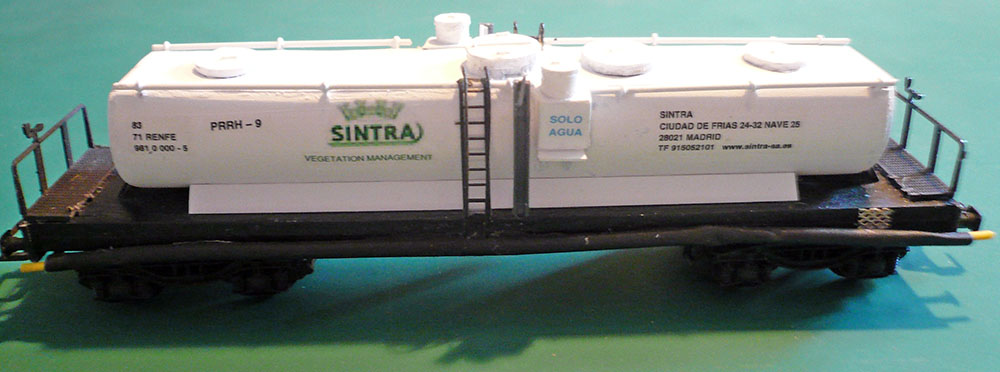 83
71 RENFE
981 0 000 - 5
PRRH - 9
SINTRA
VEGETATION MANAGEMENT
SOLO
AGUA
SINTRA
CIUDAD DE FRIAS 24-32 NAVE 25
28021 MADRID
TF 915052101 www.sintra-sa.es